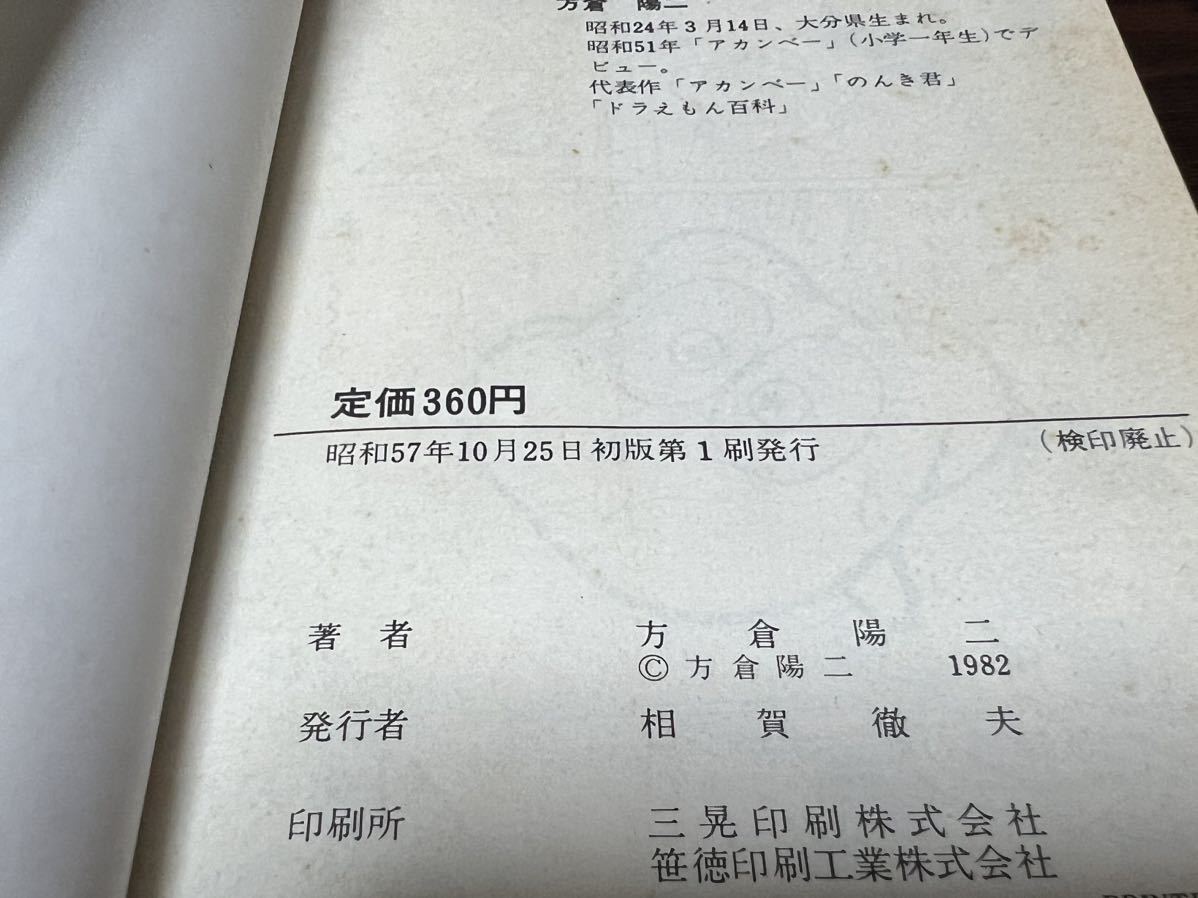 方倉 陽二
昭和24年3月14日、大分県生まれ。
昭和51年「アカンベー」(小学一年生)でデ
ビュー。
代表作「アカンベー」「のんき君」
「ドラえもん百科」
定価360円
昭和57年10月25日初版第1刷発行 (検印廃止)
著者 方倉陽二
© 方倉陽二 1982
発行者 相賀徹夫
印刷所 三晃印刷株式会社
笹徳印刷工業株式会社